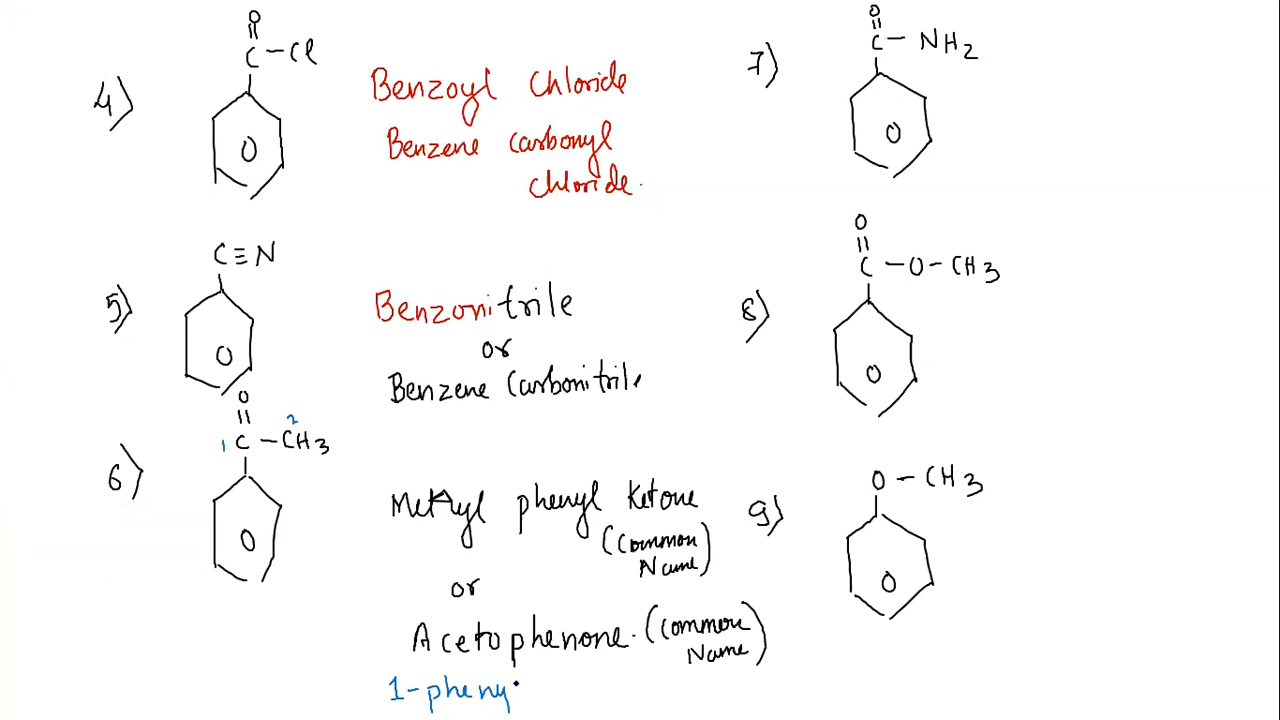 4)
O
C - Cl
O
Benzoyl Chloride
Benzene carbonyl
chloride.
5)
C ≡ N
O
Benzonitrile
or
Benzene Carbonitrile
6)
O
1 C - CH3 2
O
Methyl phenyl ketone
(Common
Name)
or
Acetophenone. (Common
Name)
1-pheny
7)
O
C - NH2
O
8)
O
C - O - CH3
O
9)
O - CH3
O